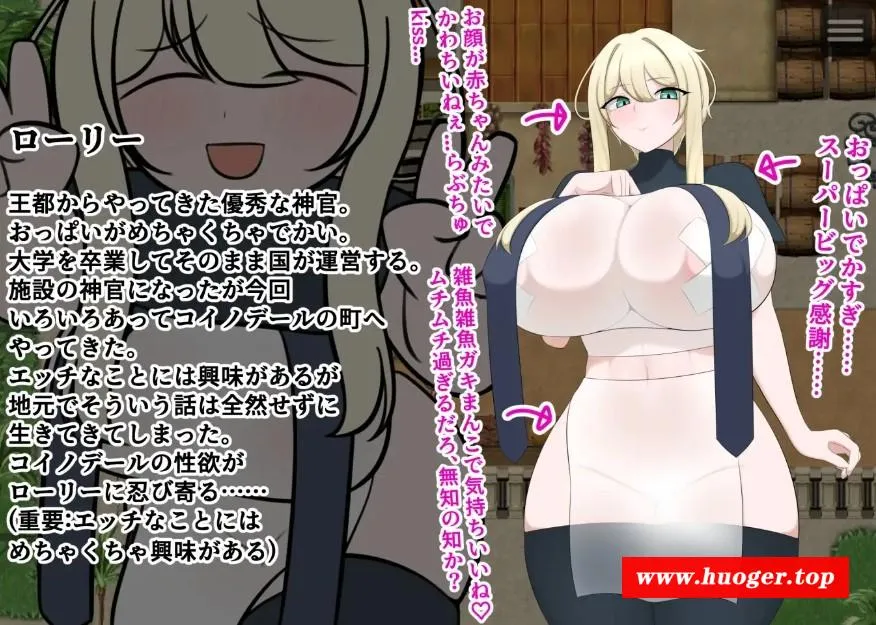 ローリー
王都からやってきた優秀な神官。
おっぱいがめちゃくちゃでかい。
大学を卒業してそのまま国が運営する。
施設の神官になったが今回
いろいろあってコイノデールの町へ
やってきた。
エッチなことには興味があるが
地元でそういう話は全然せずに
生きてきてしまった。
コイノデールの性欲が
ローリーに忍び寄る……
(重要:エッチなことには
めちゃくちゃ興味がある)
お顔が赤ちゃんみたいで
かわちいねぇ…らぶちゅ
kiss…
おっぱいでかすぎ……
スーパービッグ感謝……
雑魚雑魚ガキまんこで気持ちいいね♡
ムチムチ過ぎるだろ、無知の知か?
www.huoger.top